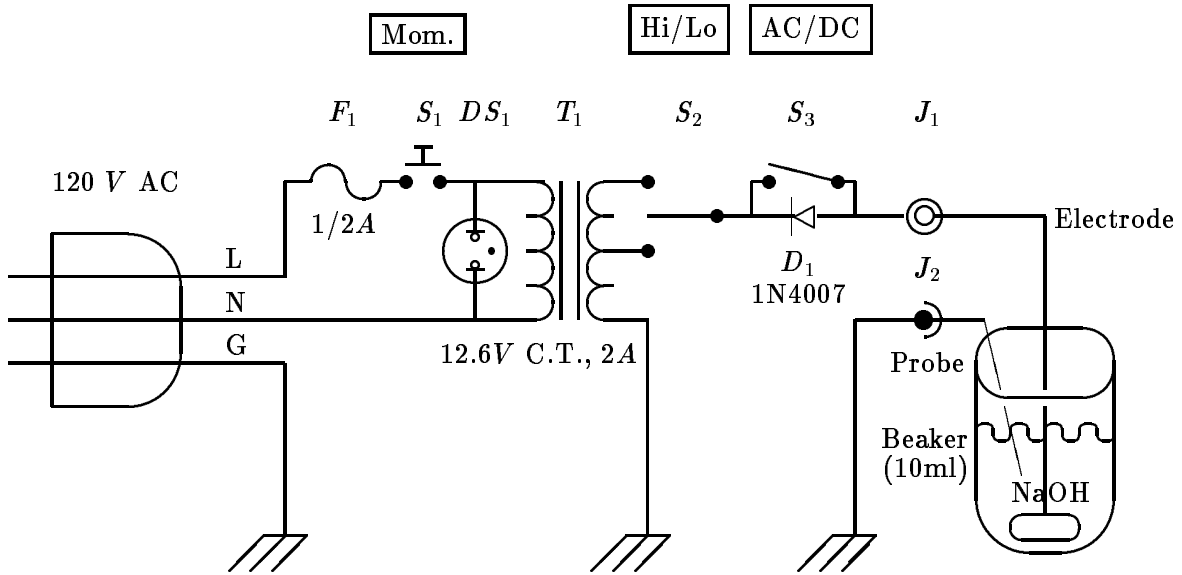 Mom.
Hi/Lo
AC/DC
F₁
S₁
DS₁
T₁
S₂
S₃
J₁
120 V AC
1/2A
Electrode
L
D₁
J₂
1N4007
N
G
12.6V C.T., 2A
Probe
Beaker
(10ml)
NaOH